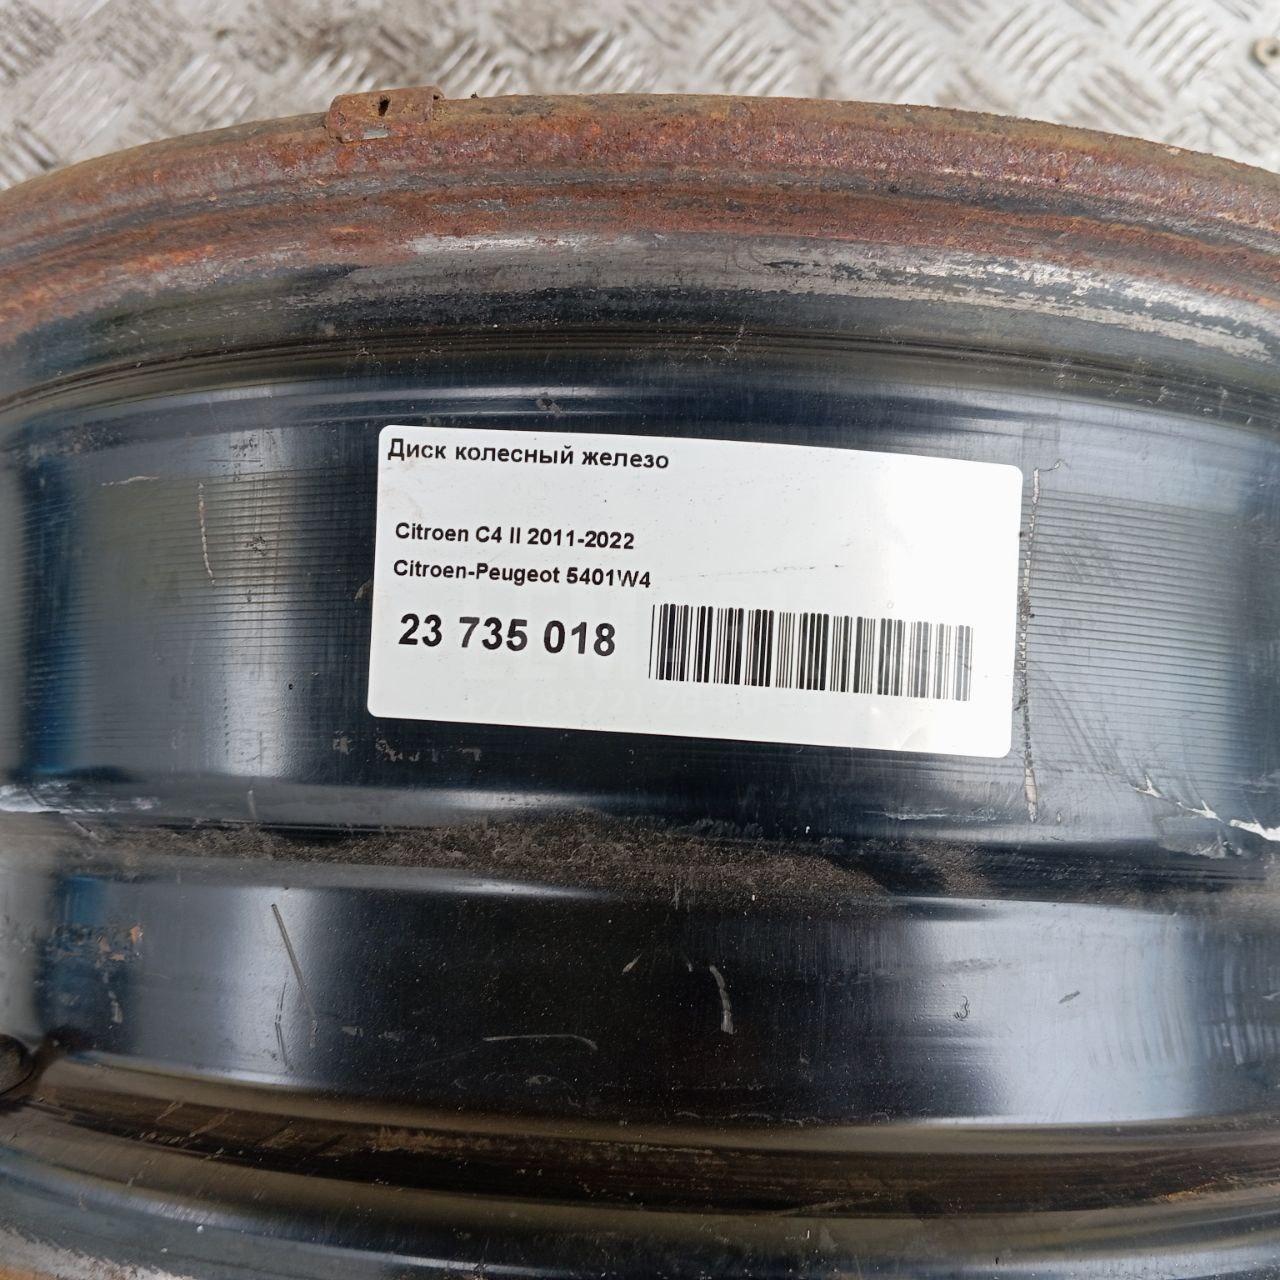 Диск колесный железо
Citroen C4 II 2011-2022
Citroen-Peugeot 5401W4
23 735 018